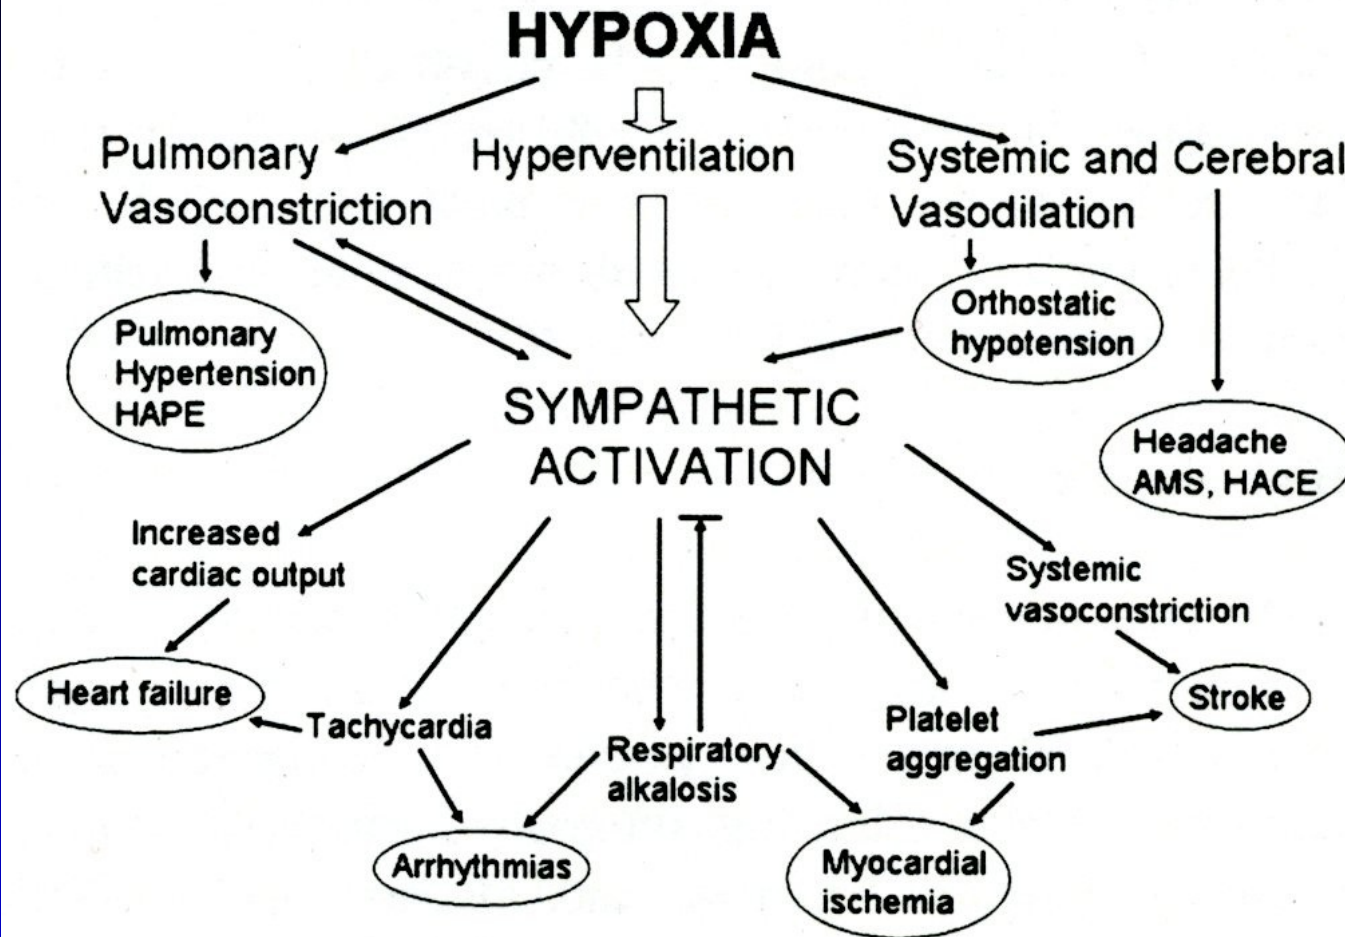 HYPOXIA
Pulmonary
Vasoconstriction
Hyperventilation
Systemic and Cerebral
Vasodilation
Pulmonary
Hypertension
HAPE
Orthostatic
hypotension
SYMPATHETIC
ACTIVATION
Headache
AMS, HACE
Increased
cardiac output
Systemic
vasoconstriction
Heart failure
Tachycardia
Respiratory
alkalosis
Platelet
aggregation
Stroke
Arrhythmias
Myocardial
ischemia